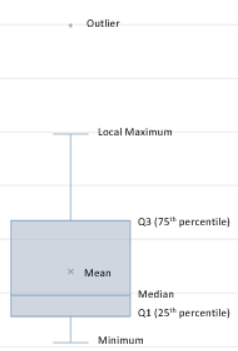 Outlier
Local Maximum
Q3 (75th percentile)
Mean
Median
Q1 (25th percentile)
Minimum